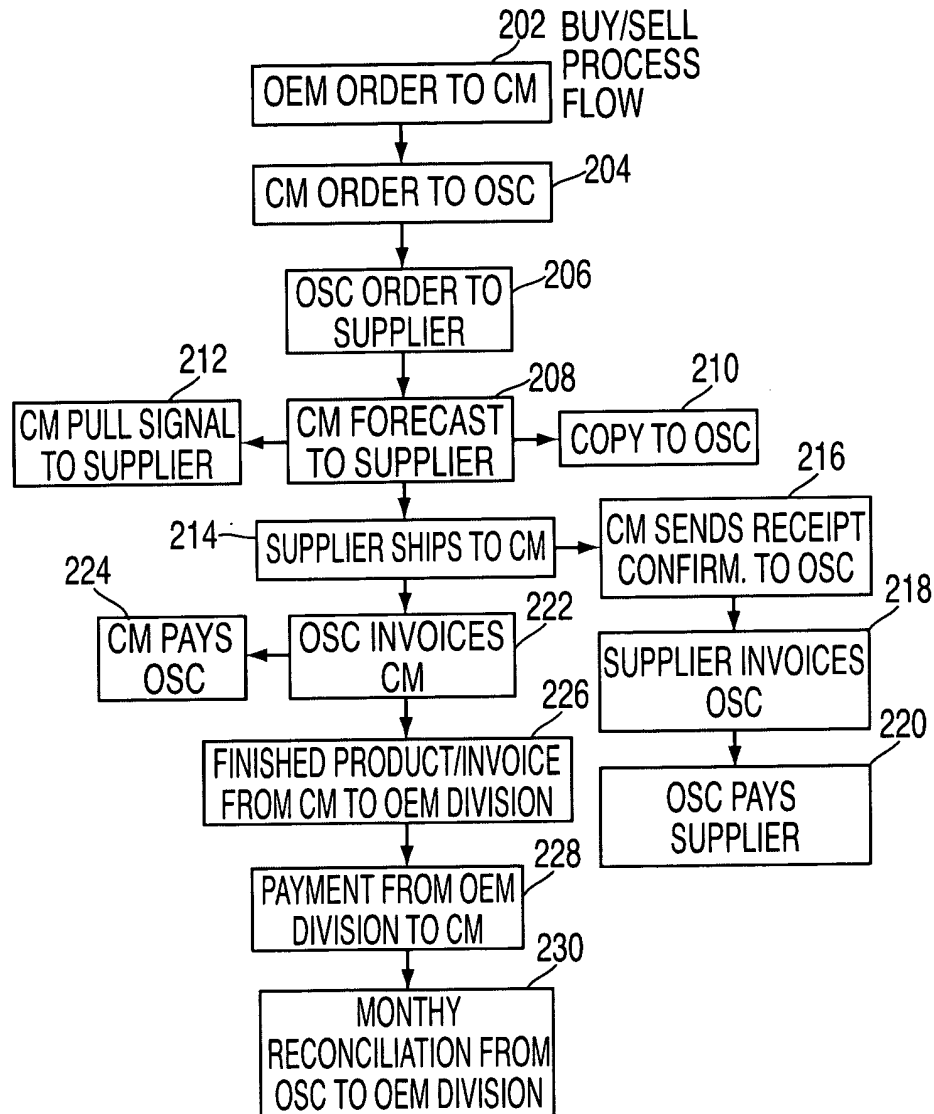 202
BUY/SELL
PROCESS
FLOW
OEM ORDER TO CM
204
CM ORDER TO OSC
206
OSC ORDER TO
SUPPLIER
212
208
210
CM PULL SIGNAL
TO SUPPLIER
CM FORECAST
TO SUPPLIER
COPY TO OSC
216
214
SUPPLIER SHIPS TO CM
CM SENDS RECEIPT
CONFIRM. TO OSC
224
222
218
CM PAYS
OSC
OSC INVOICES
CM
SUPPLIER INVOICES
OSC
226
220
FINISHED PRODUCT/INVOICE
FROM CM TO OEM DIVISION
OSC PAYS
SUPPLIER
228
PAYMENT FROM OEM
DIVISION TO CM
230
MONTHY
RECONCILIATION FROM
OSC TO OEM DIVISION